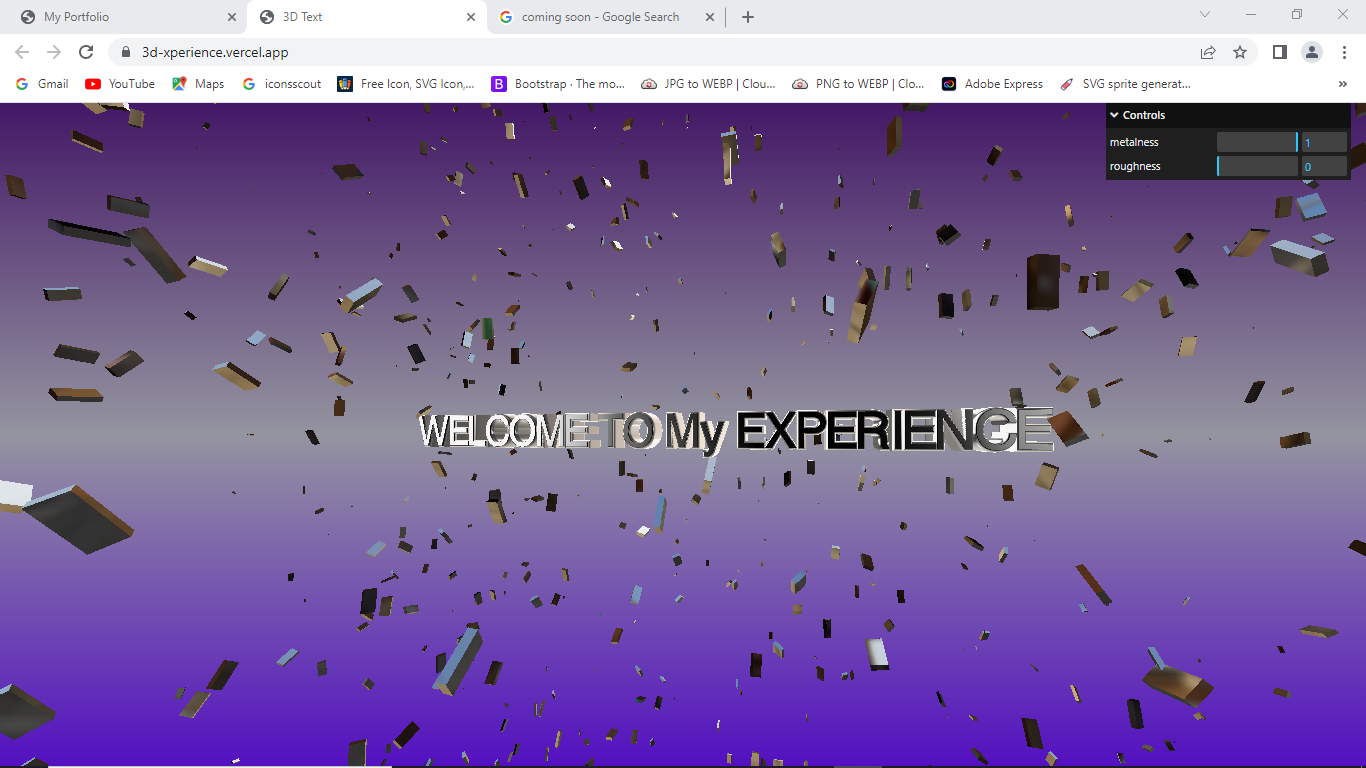 My Portfolio
3D Text
coming soon - Google Search
3d-xperience.vercel.app
Gmail
YouTube
Maps
iconsscout
Free Icon, SVG Icon,...
Bootstrap · The mo...
JPG to WEBP | Clou...
PNG to WEBP | Clo...
Adobe Express
SVG sprite generat...
Controls
metalness 1
roughness 0
WELCOME TO My EXPERIENCE